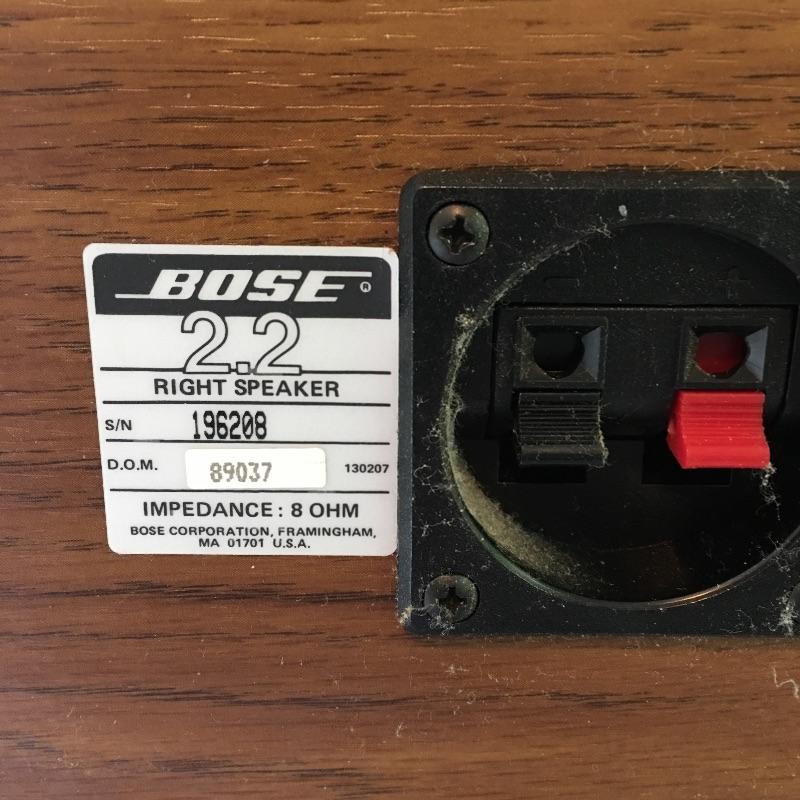 BOSE®
2.2
RIGHT SPEAKER
S/N 196208
D.O.M. 89037 130207
IMPEDANCE : 8 OHM
BOSE CORPORATION, FRAMINGHAM,
MA 01701 U.S.A.
- +